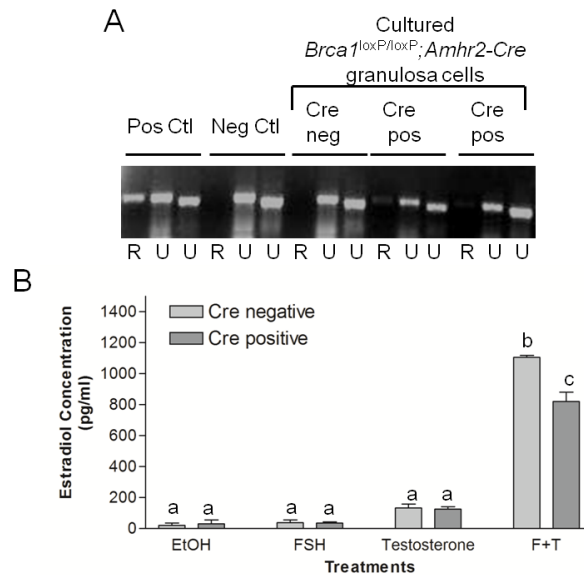 A
Cultured
Brca1loxP/loxP;Amhr2-Cre
granulosa cells
Pos Ctl Neg Ctl Cre neg Cre pos Cre pos
R U U R U U R U U R U U R U U
B
Estradiol Concentration
(pg/ml)
1400
1200
1000
800
600
400
200
0
Cre negative
Cre positive
a a a a a a b c
EtOH FSH Testosterone F+T
Treatments